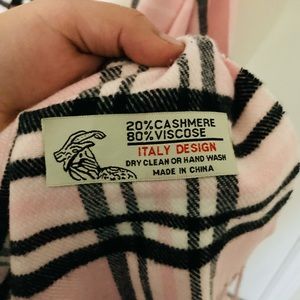 20%CASHMERE
80%VISCOSE
ITALY DESIGN
DRY CLEAN OR HAND WASH
MADE IN CHINA